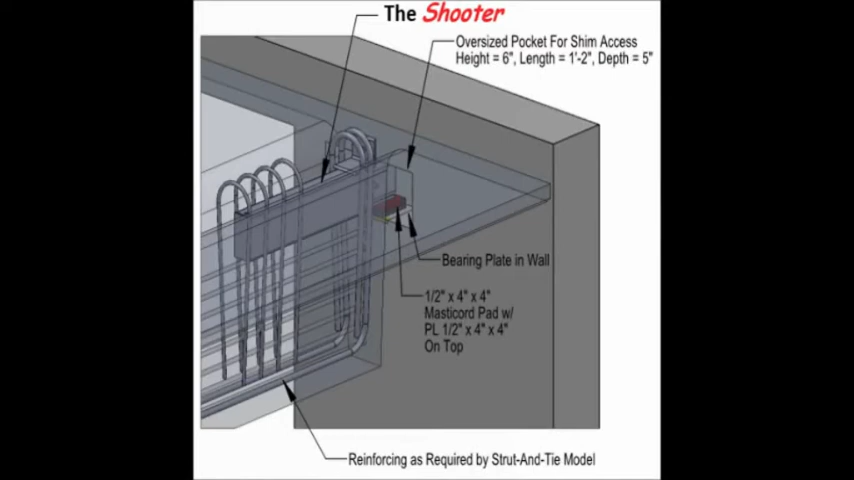 The Shooter
Oversized Pocket For Shim Access
Height = 6", Length = 1'-2", Depth = 5"
Bearing Plate in Wall
1/2" x 4" x 4"
Masticord Pad w/
PL 1/2" x 4" x 4"
On Top
Reinforcing as Required by Strut-And-Tie Model